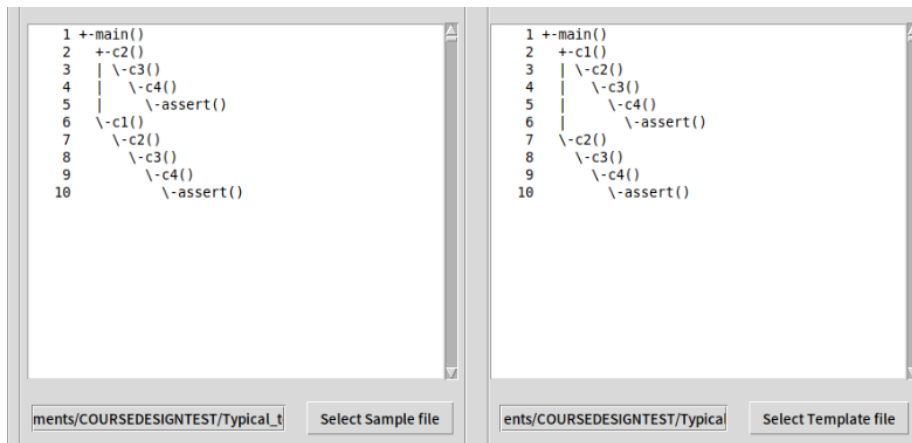 1 +-main()
2   +-c2()
3   | \-c3()
4   |   \-c4()
5   |     \-assert()
6   \-c1()
7     \-c2()
8       \-c3()
9         \-c4()
10           \-assert()
ments/COURSEDESIGNTEST/Typical_t
Select Sample file
1 +-main()
2   +-c1()
3   | \-c2()
4   |   \-c3()
5   |     \-c4()
6   |       \-assert()
7   \-c2()
8     \-c3()
9       \-c4()
10         \-assert()
ents/COURSEDESIGNTEST/Typical
Select Template file